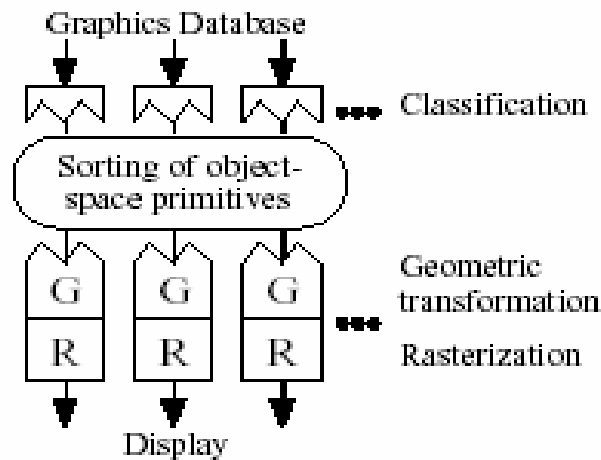 Graphics Database
Classification
Sorting of object-
space primitives
G G G
Geometric
transformation
R R R
Rasterization
Display